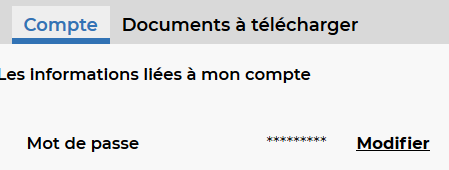 Compte Documents à télécharger
Les informations liées à mon compte
Mot de passe ********* Modifier